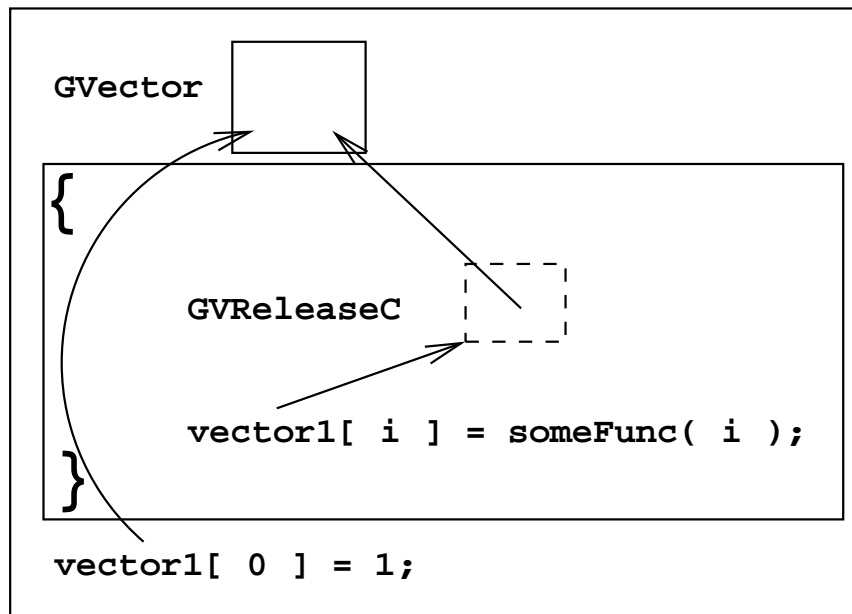 GVector
{
GVReleaseC
vector1[ i ] = someFunc( i );
}
vector1[ 0 ] = 1;